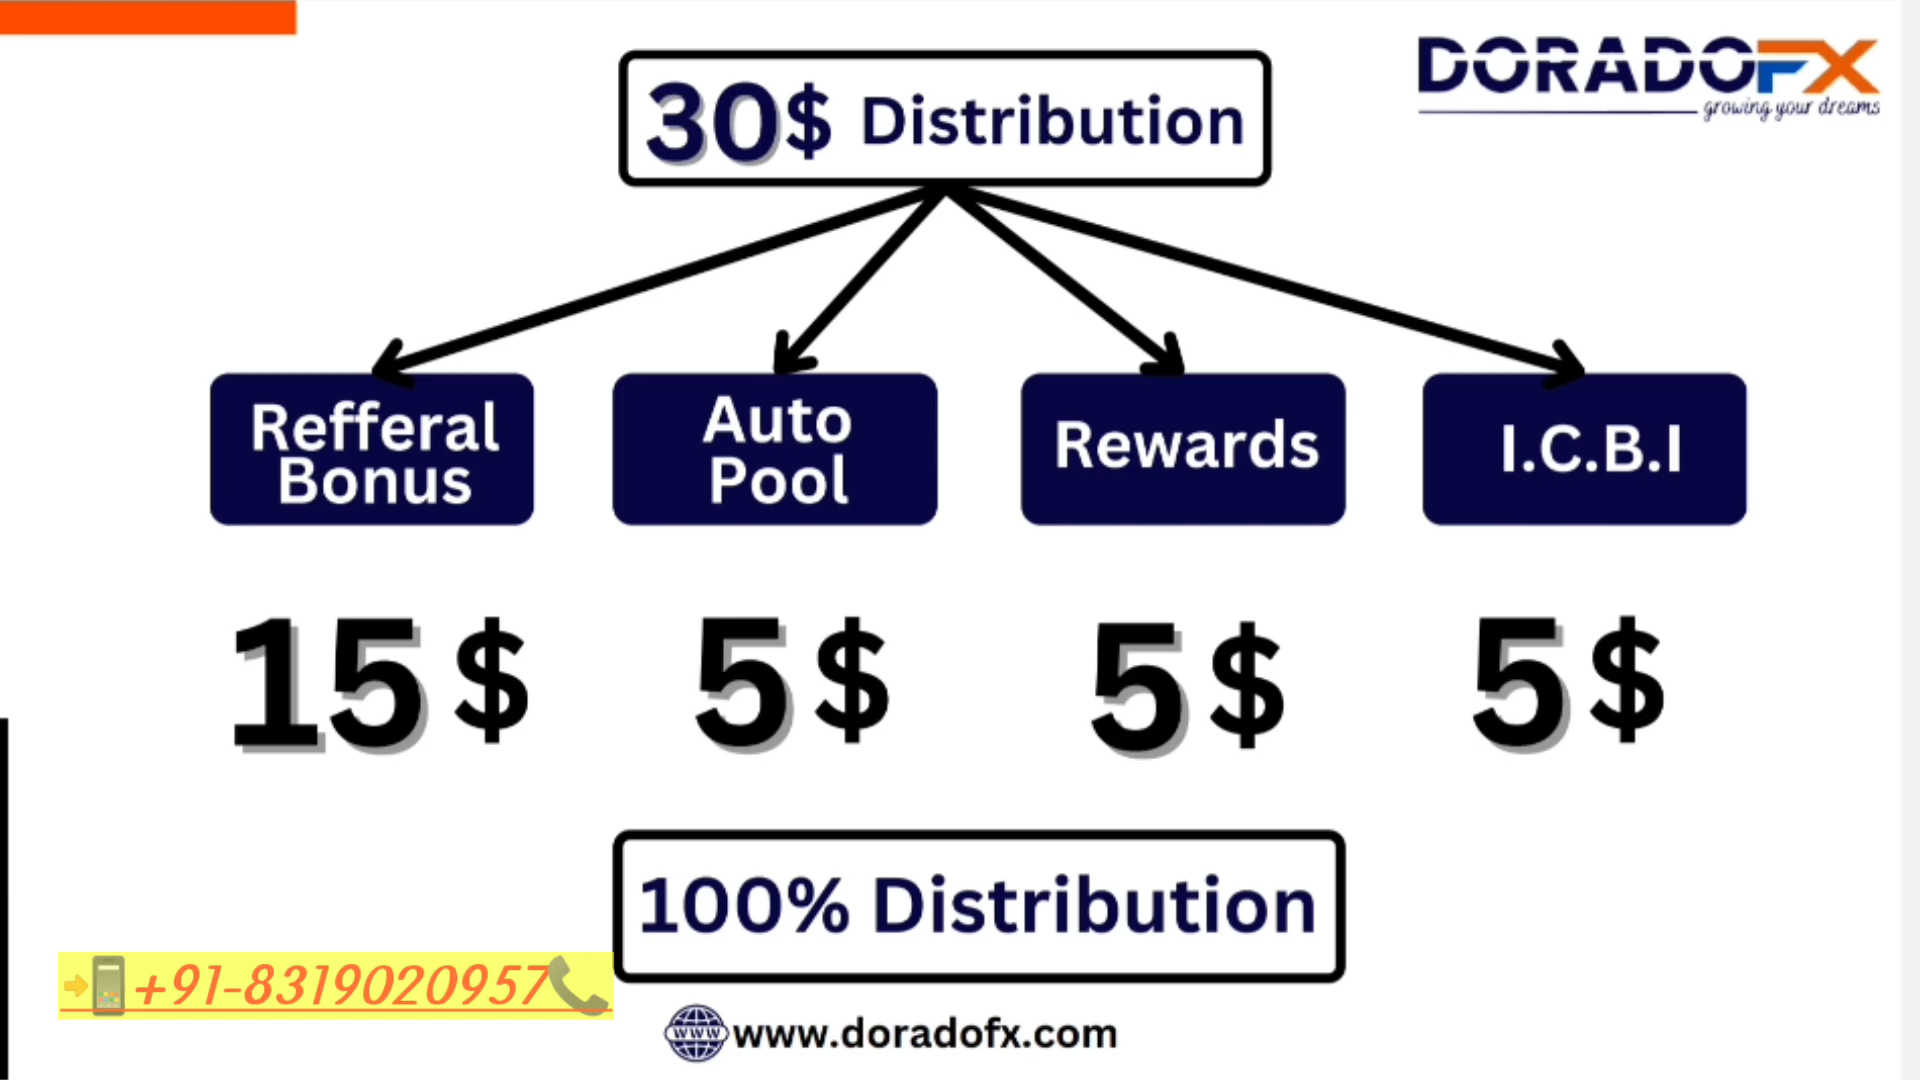 DORADOFX
growing your dreams
30$ Distribution
Refferal
Bonus
Auto
Pool
Rewards
I.C.B.I
15$
5$
5$
5$
100% Distribution
+91-8319020957
www
www.doradofx.com